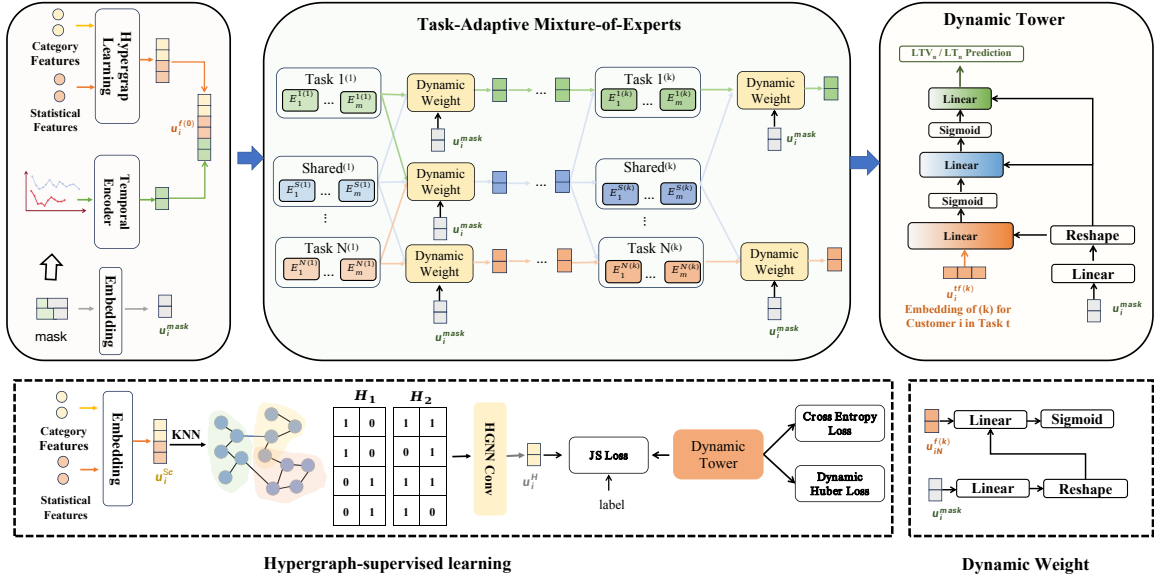 Category
Features
Statistical
Features
Hypergrap
Learning
u_i^{f(0)}
Temporal
Encoder
mask
Embedding
u_i^{mask}
Task-Adaptive Mixture-of-Experts
Task 1^{(1)}
E_1^{1(1)} ... E_m^{1(1)}
Dynamic
Weight
u_i^{mask}
...
Task 1^{(k)}
E_1^{1(k)} ... E_m^{1(k)}
Dynamic
Weight
u_i^{mask}
Shared^{(1)}
E_1^{S(1)} ... E_m^{S(1)}
⋮
Dynamic
Weight
u_i^{mask}
...
Shared^{(k)}
E_1^{S(k)} ... E_m^{S(k)}
⋮
Task N^{(1)}
E_1^{N(1)} ... E_m^{N(1)}
Dynamic
Weight
u_i^{mask}
...
Task N^{(k)}
E_1^{N(k)} ... E_m^{N(k)}
Dynamic
Weight
u_i^{mask}
Dynamic Tower
LTV_n / LT_n Prediction
Linear
Sigmoid
Linear
Sigmoid
Linear
Reshape
Linear
u_i^{tf(k)}
u_i^{mask}
Embedding of (k) for
Customer i in Task t
Category
Features
Statistical
Features
Embedding
u_i^{Sc}
KNN
H_1 H_2
1 0 1 1
1 0 1 0
0 1 1 1
0 1 1 0
HGNN Conv
u_i^H
JS Loss
label
Dynamic
Tower
Cross Entropy
Loss
Dynamic
Huber Loss
Hypergraph-supervised learning
u_{iN}^{f(k)}
Linear
Sigmoid
u_i^{mask}
Linear
Reshape
Dynamic Weight